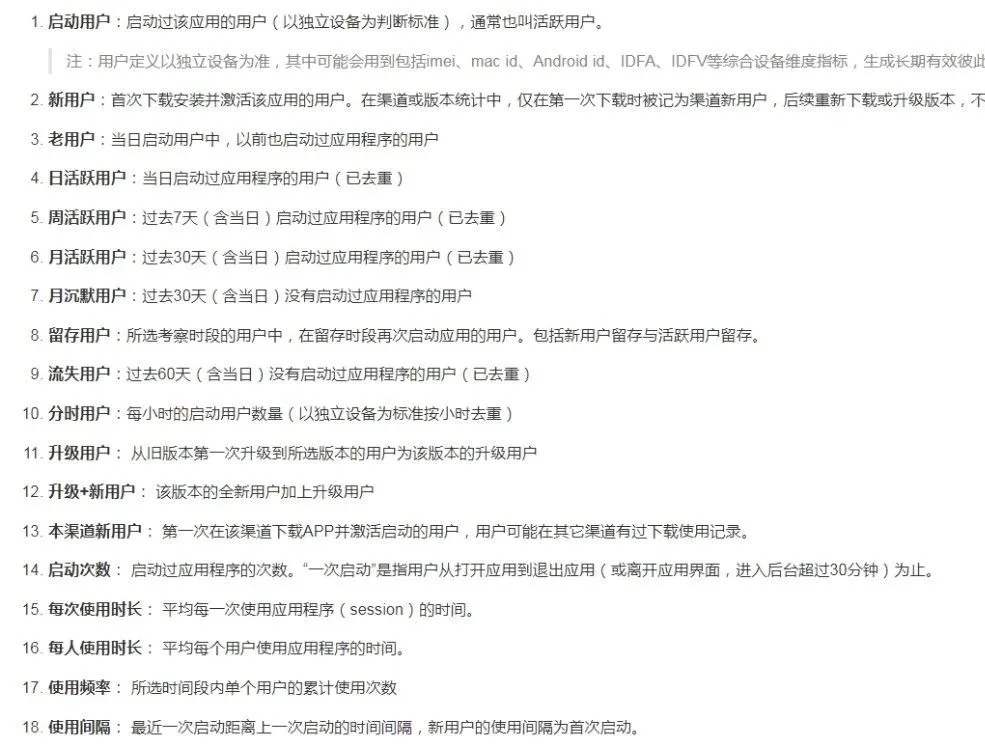 1. 启动用户：启动过该应用的用户（以独立设备为判断标准），通常也叫活跃用户。
注：用户定义以独立设备为准，其中可能会用到包括imei、mac id、Android id、IDFA、IDFV等综合设备维度指标，生成长期有效彼此
2. 新用户：首次下载安装并激活该应用的用户。在渠道或版本统计中，仅在第一次下载时被记为渠道新用户，后续重新下载或升级版本，不
3. 老用户：当日启动用户中，以前也启动过应用程序的用户
4. 日活跃用户：当日启动过应用程序的用户（已去重）
5. 周活跃用户：过去7天（含当日）启动过应用程序的用户（已去重）
6. 月活跃用户：过去30天（含当日）启动过应用程序的用户（已去重）
7. 月沉默用户：过去30天（含当日）没有启动过应用程序的用户
8. 留存用户：所选考察时段的用户中，在留存时段再次启动应用的用户。包括新用户留存与活跃用户留存。
9. 流失用户：过去60天（含当日）没有启动过应用程序的用户（已去重）
10. 分时用户：每小时的启动用户数量（以独立设备为标准按小时去重）
11. 升级用户： 从旧版本第一次升级到所选版本的用户为该版本的升级用户
12. 升级+新用户： 该版本的全新用户加上升级用户
13. 本渠道新用户： 第一次在该渠道下载APP并激活启动的用户，用户可能在其它渠道有过下载使用记录。
14. 启动次数： 启动过应用程序的次数。“一次启动”是指用户从打开应用到退出应用（或离开应用界面，进入后台超过30分钟）为止。
15. 每次使用时长： 平均每一次使用应用程序（session）的时间。
16. 每人使用时长： 平均每个用户使用应用程序的时间。
17. 使用频率： 所选时间段内单个用户的累计使用次数
18. 使用间隔： 最近一次启动距离上一次启动的时间间隔，新用户的使用间隔为首次启动。